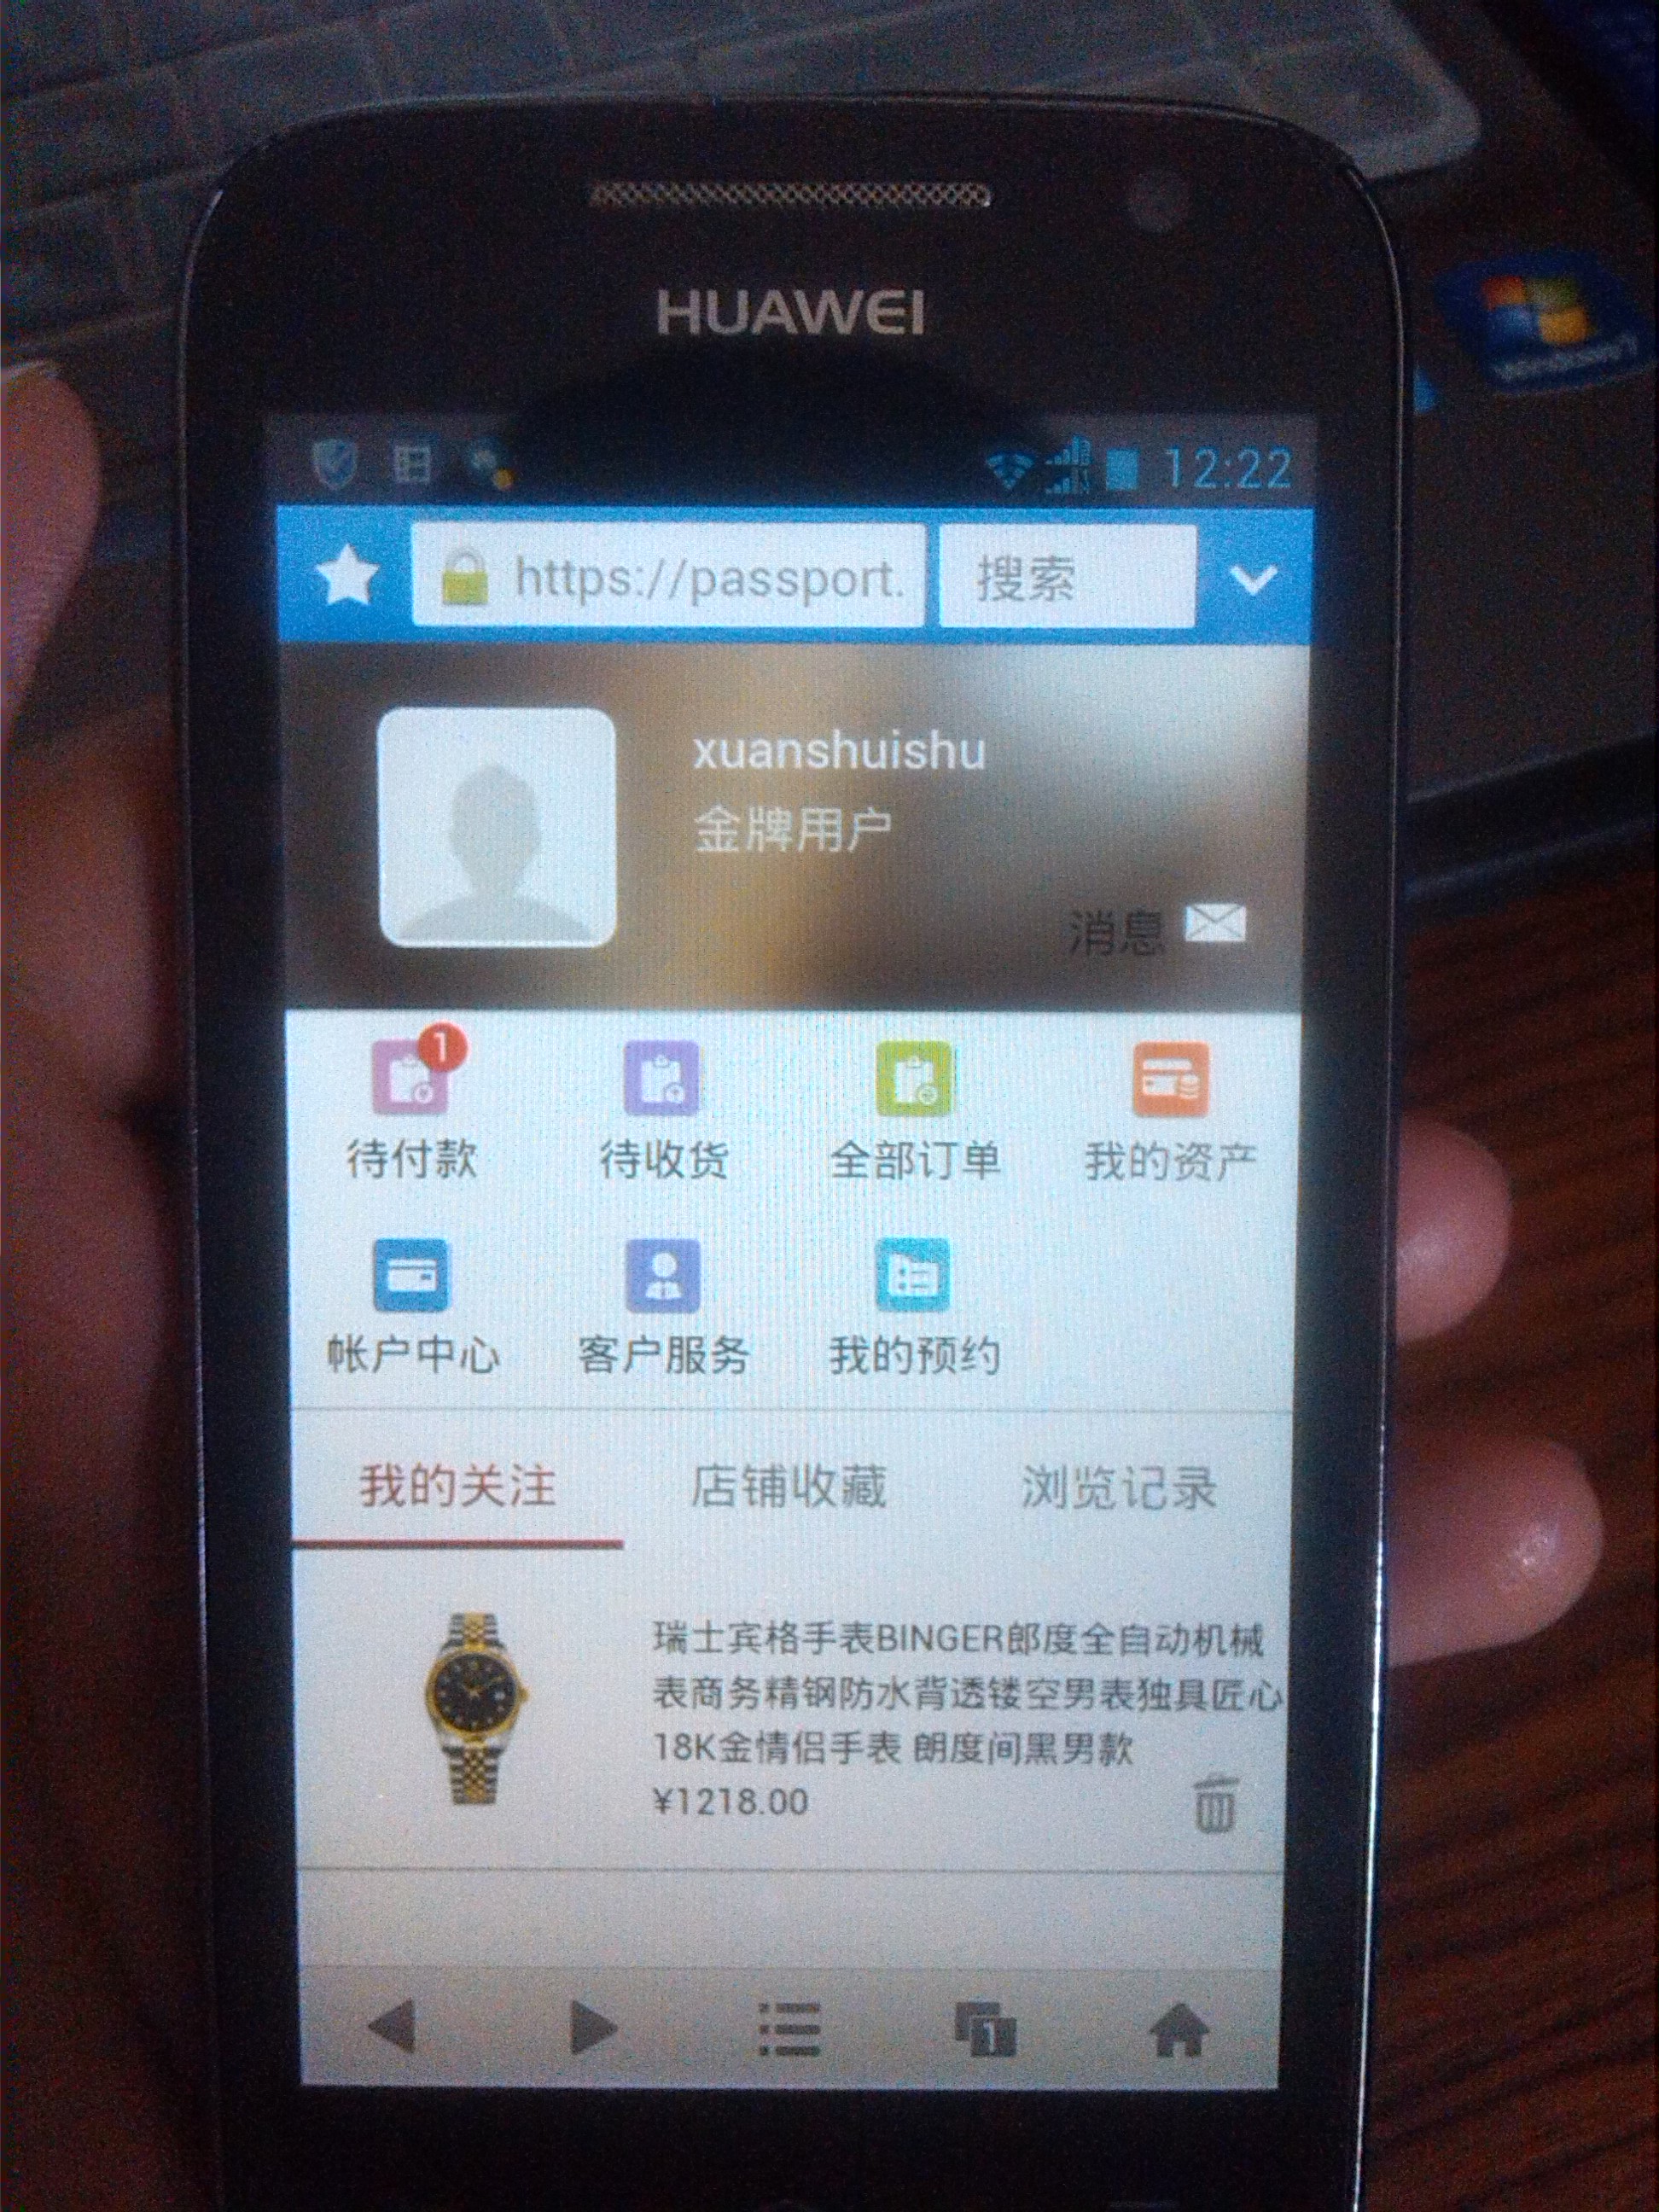 HUAWEI
12:22
https://passport.
搜索
xuanshuishu
金牌用户
消息
1
待付款
待收货
全部订单
我的资产
帐户中心
客户服务
我的预约
我的关注
店铺收藏
浏览记录
瑞士宾格手表BINGER郎度全自动机械
表商务精钢防水背透镂空男表独具匠心
18K金情侣手表 朗度间黑男款
¥1218.00
1